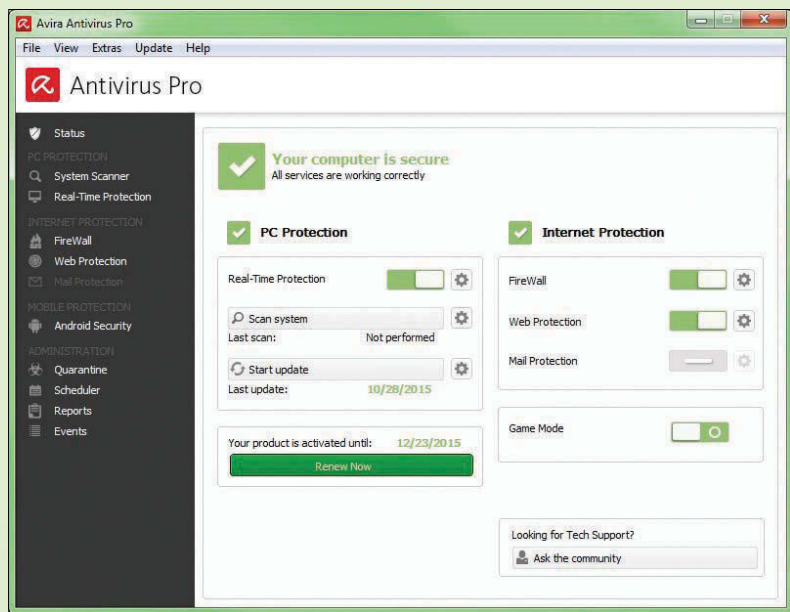 Avira Antivirus Pro
File View Extras Update Help
Antivirus Pro
Status
PC PROTECTION
System Scanner
Real-Time Protection
INTERNET PROTECTION
FireWall
Web Protection
Mail Protection
MOBILE PROTECTION
Android Security
ADMINISTRATION
Quarantine
Scheduler
Reports
Events
Your computer is secure
All services are working correctly
PC Protection
Real-Time Protection
Scan system
Last scan: Not performed
Start update
Last update: 10/28/2015
Your product is activated until: 12/23/2015
Renew Now
Internet Protection
FireWall
Web Protection
Mail Protection
Game Mode
Looking for Tech Support?
Ask the community